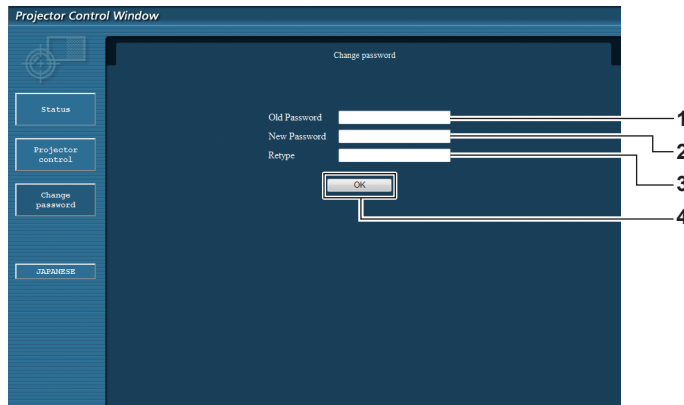 Projector Control Window
Change password
Status
Projector
control
Change
password
JAPANESE
Old Password
New Password
Retype
OK
1
2
3
4